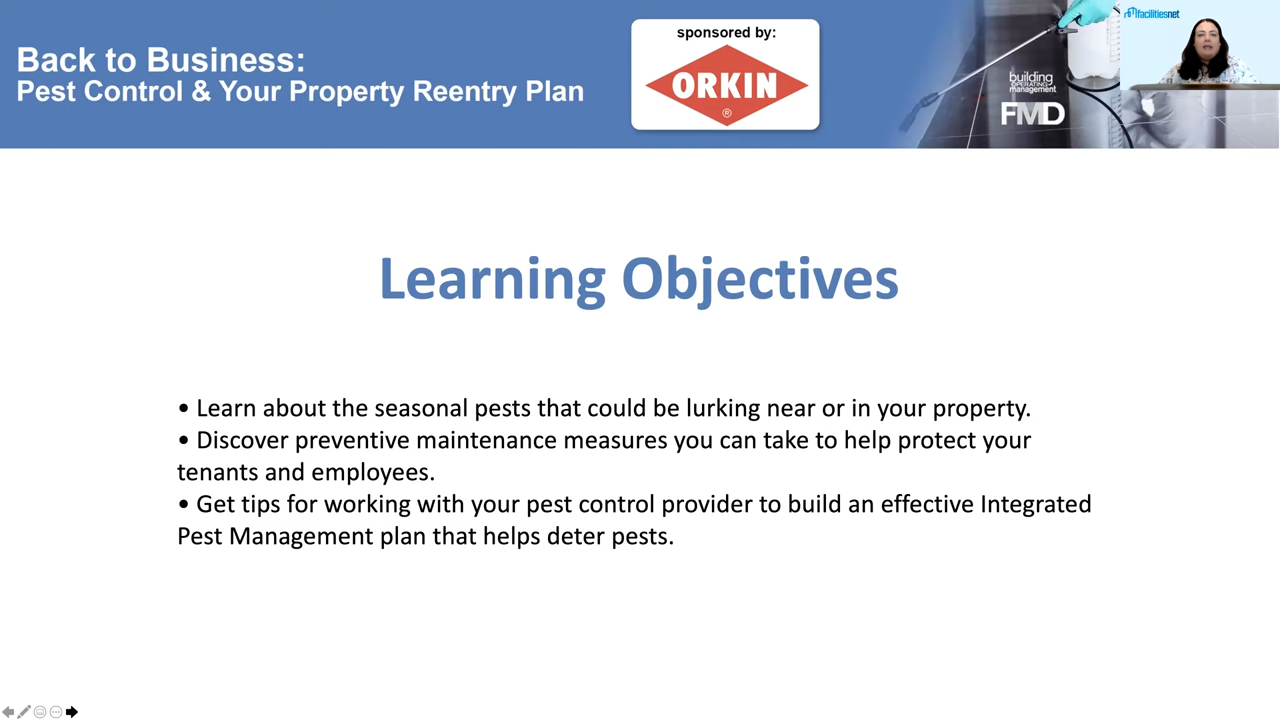 Back to Business:
Pest Control & Your Property Reentry Plan
sponsored by:
ORKIN
®
building
OPERATING
management
FMD
facilitiesnet
Learning Objectives
• Learn about the seasonal pests that could be lurking near or in your property.
• Discover preventive maintenance measures you can take to help protect your
tenants and employees.
• Get tips for working with your pest control provider to build an effective Integrated
Pest Management plan that helps deter pests.